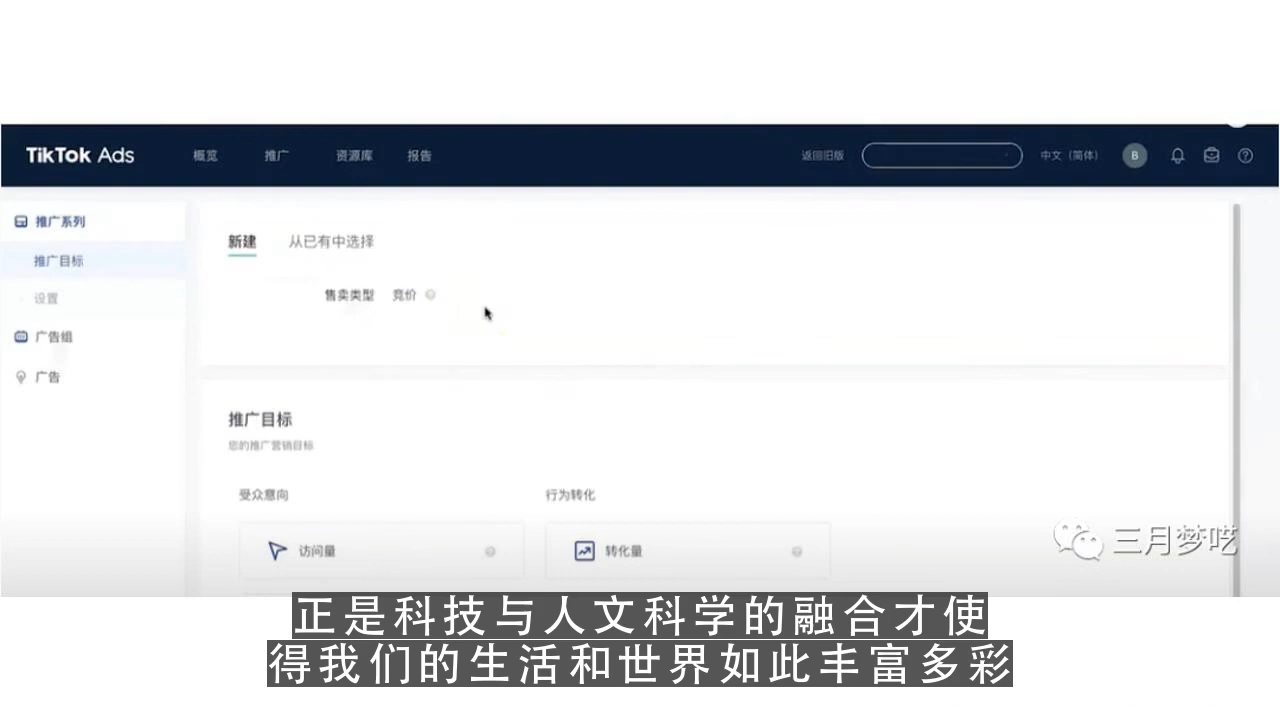 TikTok Ads 概览 推广 资源库 报告 返回旧版 中文（简体） B
推广系列
推广目标
设置
广告组
广告
新建 从已有中选择
售卖类型 竞价
推广目标
您的推广营销目标
受众意向 行为转化
访问量 转化量
三月梦呓
正是科技与人文科学的融合才使
得我们的生活和世界如此丰富多彩